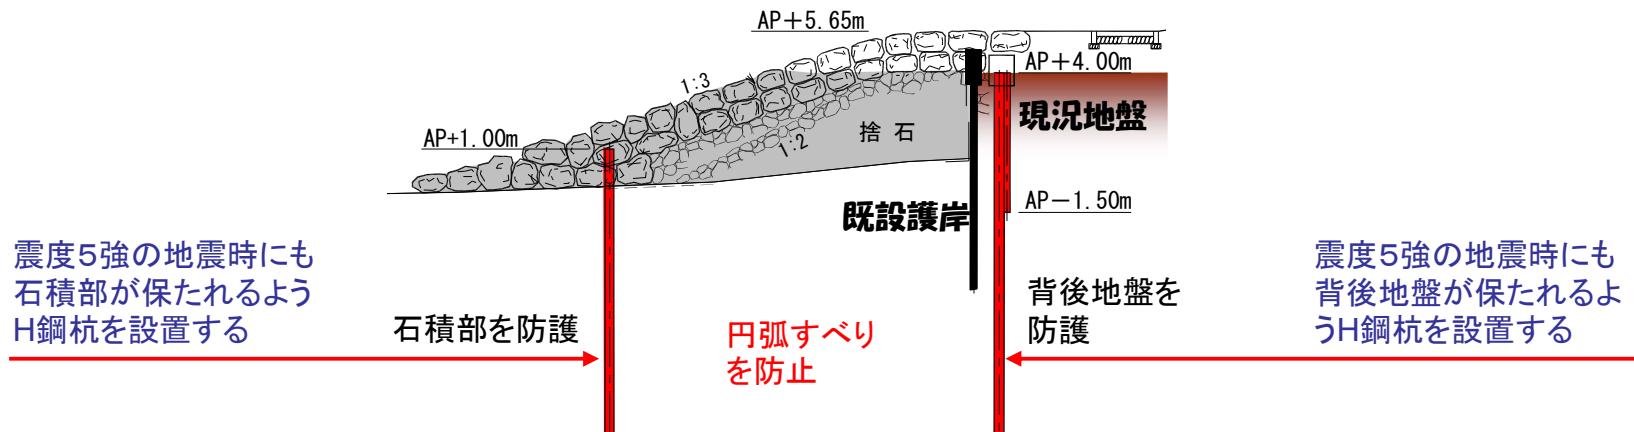 AP＋5.65m
AP＋4.00m
1:3
現況地盤
捨石
AP+1.00m
1:2
AP－1.50m
既設護岸
震度5強の地震時にも
石積部が保たれるよう
H鋼杭を設置する
石積部を防護
円弧すべり
を防止
背後地盤を
防護
震度5強の地震時にも
背後地盤が保たれるよ
うH鋼杭を設置する